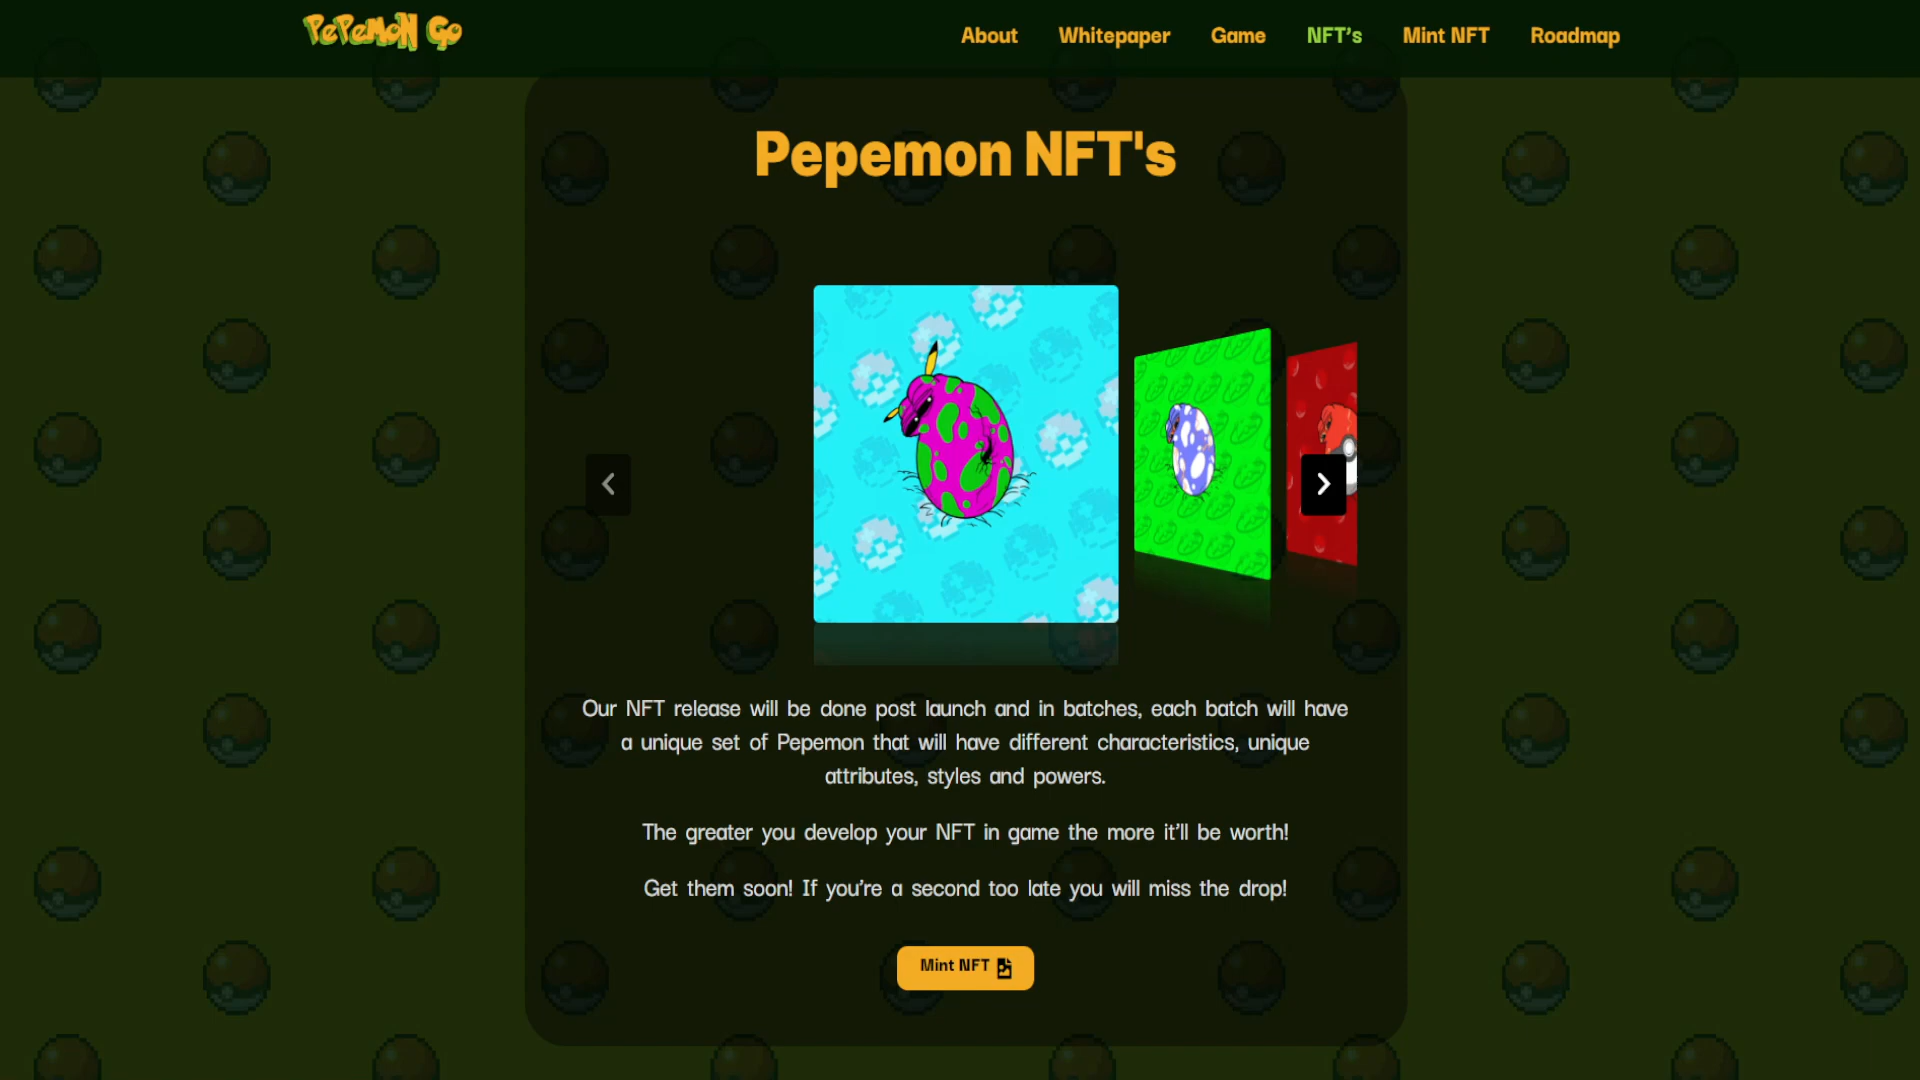 PePeMoN Go
About Whitepaper Game NFT's Mint NFT Roadmap
Pepemon NFT's
Our NFT release will be done post launch and in batches, each batch will have
a unique set of Pepemon that will have different characteristics, unique
attributes, styles and powers.
The greater you develop your NFT in game the more it'll be worth!
Get them soon! If you're a second too late you will miss the drop!
Mint NFT